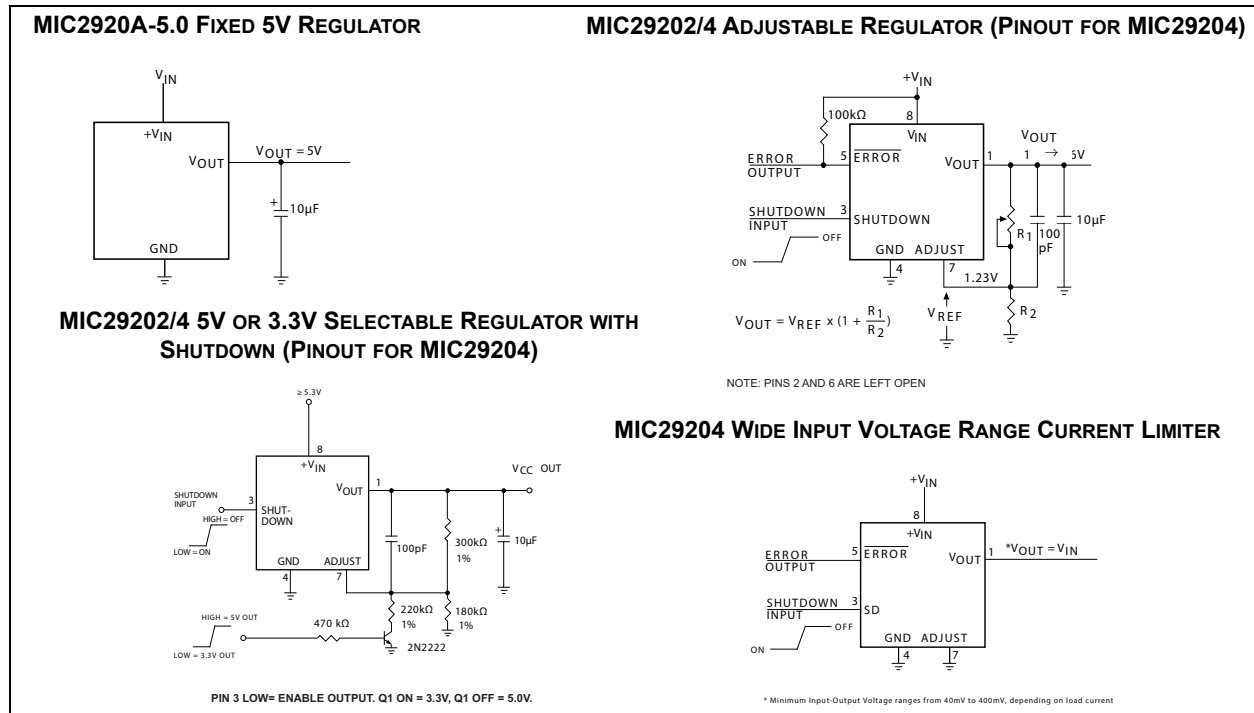 MIC2920A-5.0 FIXED 5V REGULATOR
VIN
+VIN
VOUT
VOUT = 5V
+
10µF
GND
MIC29202/4 ADJUSTABLE REGULATOR (PINOUT FOR MIC29204)
+VIN
100kΩ
8
VIN
ERROR
OUTPUT
5
ERROR
VOUT
1
VOUT
1 →
SHUTDOWN
INPUT
3
SHUTDOWN
OFF
ON
GND
ADJUST
4
7
R1
100
pF
10µF
1.23V
VREF
R2
VOUT = VREF x (1 + R1/R2)
NOTE: PINS 2 AND 6 ARE LEFT OPEN
MIC29202/4 5V OR 3.3V SELECTABLE REGULATOR WITH
SHUTDOWN (PINOUT FOR MIC29204)
≥ 5.3V
8
+VIN
VOUT
1
VCC OUT
SHUTDOWN
INPUT
3
SHUT-
DOWN
HIGH = OFF
LOW = ON
100pF
300kΩ
1%
+
10µF
GND
ADJUST
4
7
220kΩ
1%
180kΩ
1%
HIGH = 5V OUT
LOW = 3.3V OUT
470 kΩ
2N2222
PIN 3 LOW= ENABLE OUTPUT. Q1 ON = 3.3V, Q1 OFF = 5.0V.
MIC29204 WIDE INPUT VOLTAGE RANGE CURRENT LIMITER
+VIN
8
+VIN
ERROR
OUTPUT
5
ERROR
VOUT
1
*VOUT = VIN
SHUTDOWN
INPUT
3
SD
OFF
ON
GND
ADJUST
4
7
* Minimum Input-Output Voltage ranges from 40mV to 400mV, depending on load current